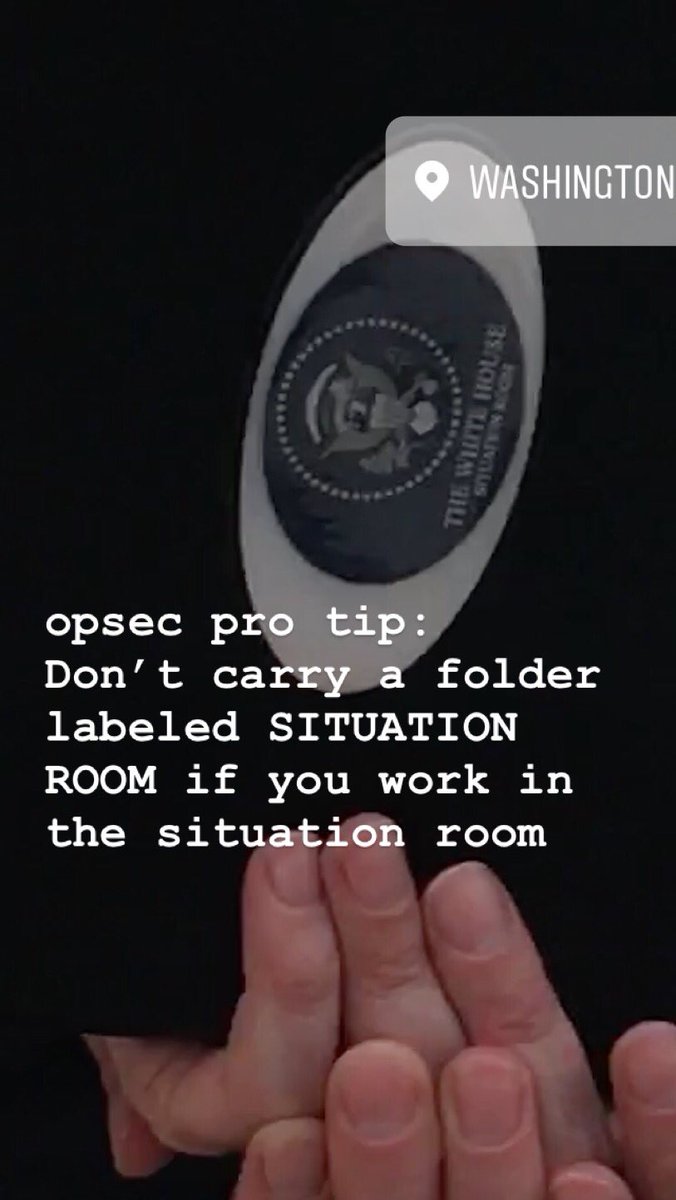 WASHINGTON
THE WHITE HOUSE
SITUATION ROOM
opsec pro tip:
Don’t carry a folder
labeled SITUATION
ROOM if you work in
the situation room